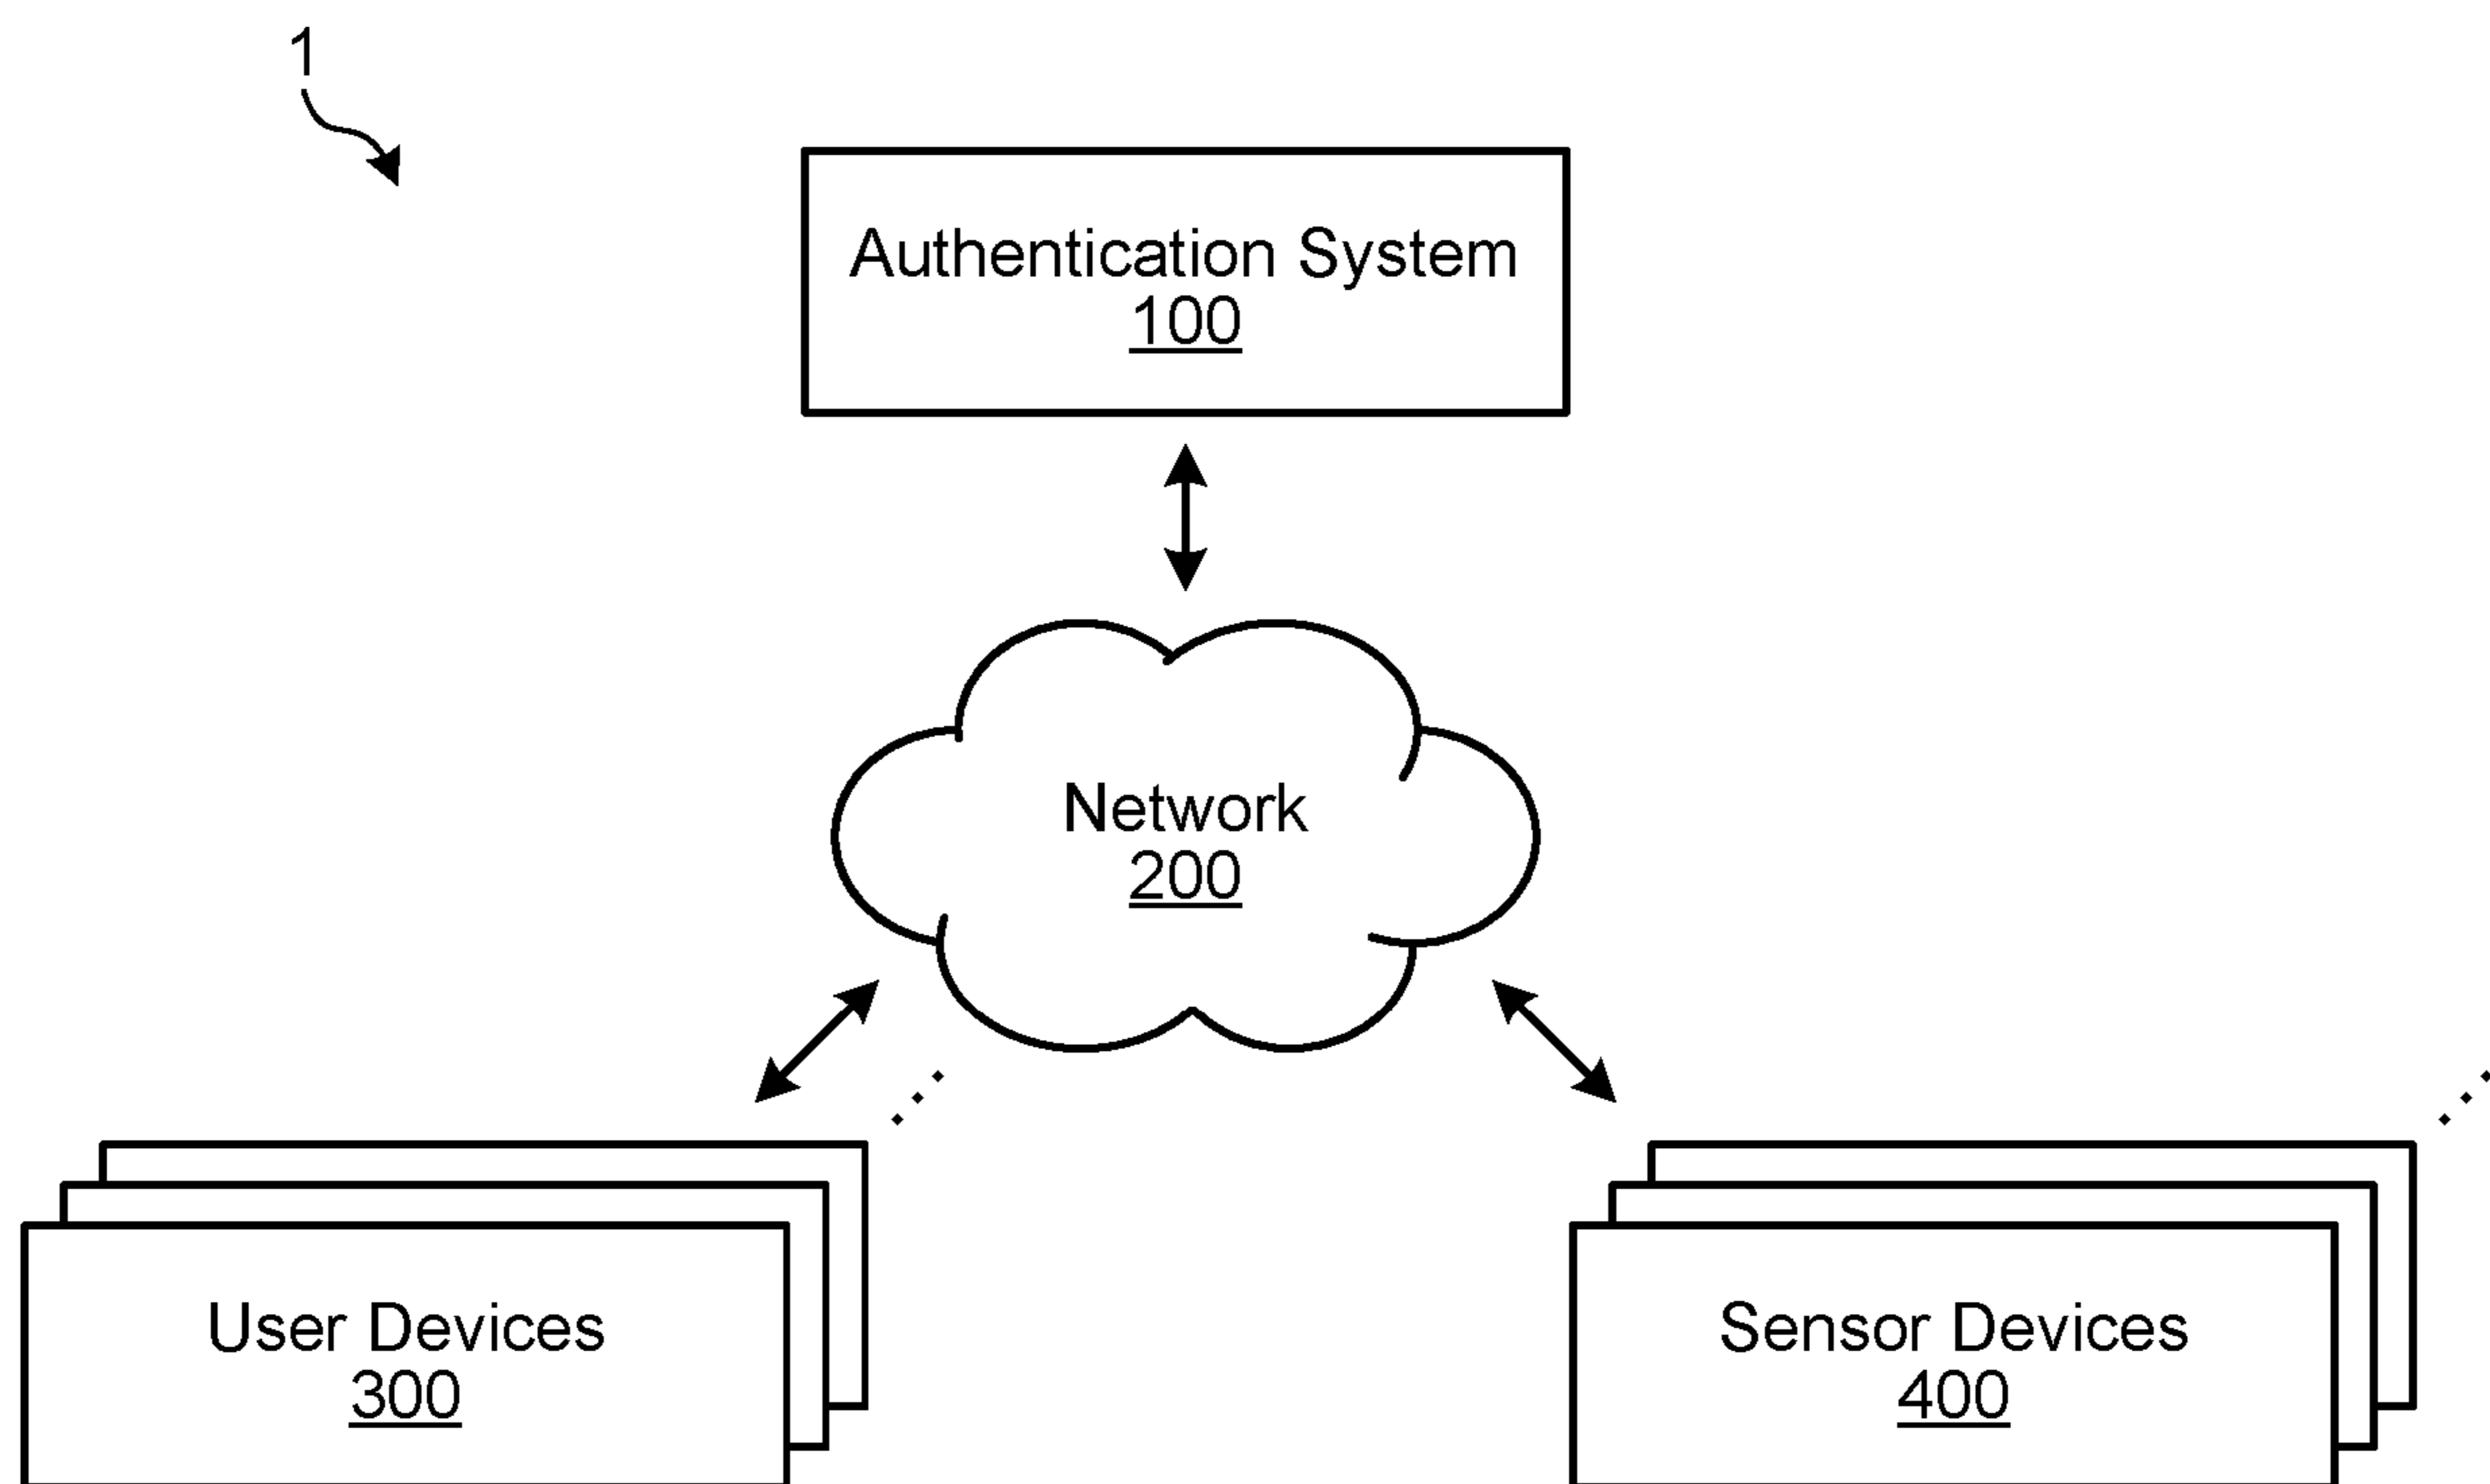 1
Authentication System
100
Network
200
User Devices
300
Sensor Devices
400